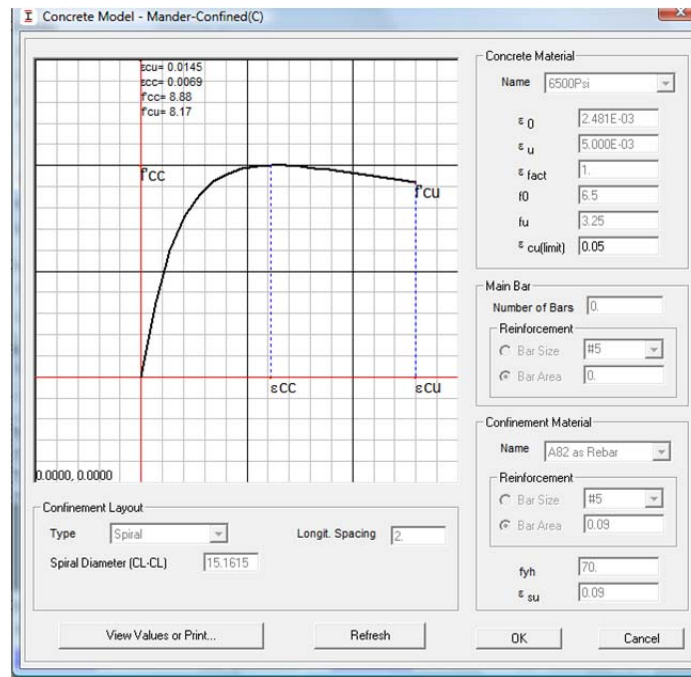 Concrete Model - Mander-Confined(C)
εcu= 0.0145
εcc= 0.0069
f'cc= 8.88
f'cu= 8.17
f'cc
f'cu
εcc
εcu
0.0000, 0.0000
Concrete Material
Name 6500Psi
ε 0 2.481E-03
ε u 5.000E-03
ε fact 1.
f0 6.5
fu 3.25
ε cu(limit) 0.05
Main Bar
Number of Bars 0.
Reinforcement
Bar Size #5
Bar Area 0.
Confinement Material
Name A82 as Rebar
Reinforcement
Bar Size #5
Bar Area 0.09
fyh 70.
ε su 0.09
Confinement Layout
Type Spiral Longit. Spacing 2.
Spiral Diameter (CL-CL) 15.1615
View Values or Print... Refresh OK Cancel